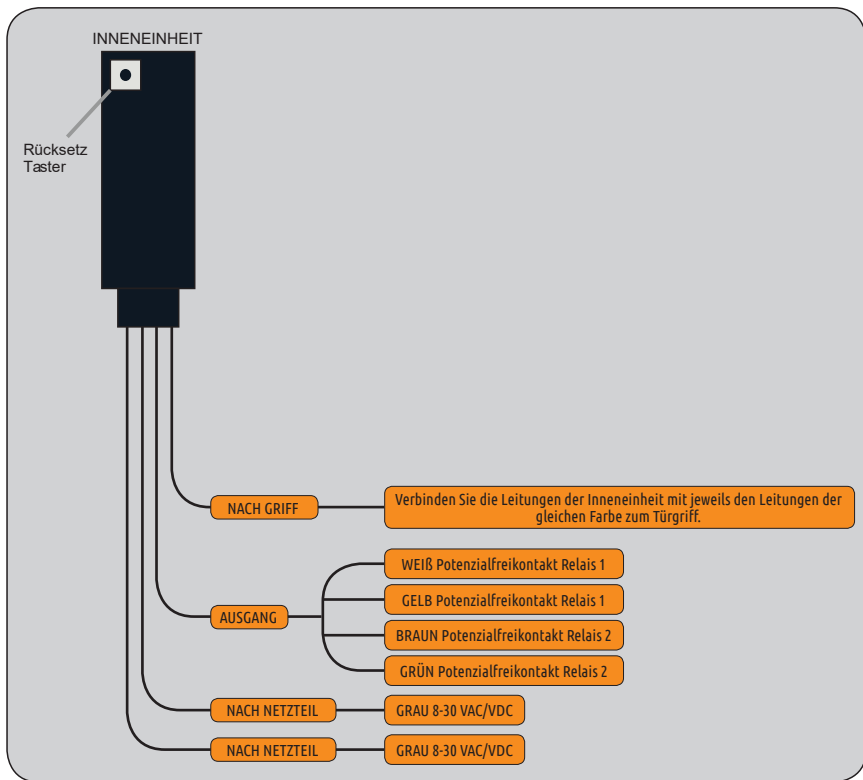 INNENEINHEIT
Rücksetz
Taster
NACH GRIFF
Verbinden Sie die Leitungen der Inneneinheit mit jeweils den Leitungen der
gleichen Farbe zum Türgriff.
WEIß Potenzialfreikontakt Relais 1
GELB Potenzialfreikontakt Relais 1
AUSGANG
BRAUN Potenzialfreikontakt Relais 2
GRÜN Potenzialfreikontakt Relais 2
NACH NETZTEIL
GRAU 8-30 VAC/VDC
NACH NETZTEIL
GRAU 8-30 VAC/VDC